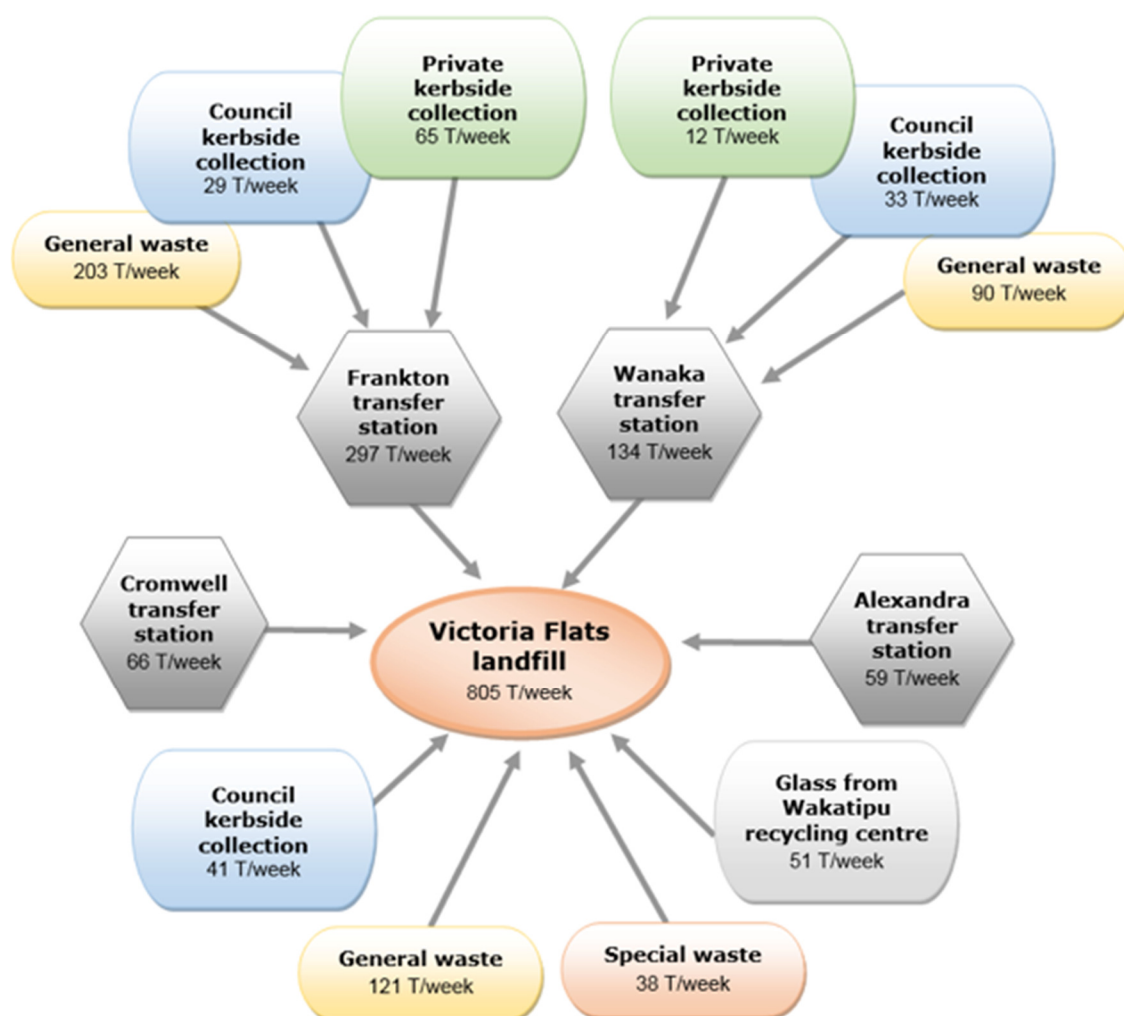 Private
kerbside
collection
65 T/week
Private
kerbside
collection
12 T/week
Council
kerbside
collection
29 T/week
Council
kerbside
collection
33 T/week
General waste
203 T/week
General waste
90 T/week
Frankton
transfer
station
297 T/week
Wanaka
transfer
station
134 T/week
Cromwell
transfer
station
66 T/week
Victoria Flats
landfill
805 T/week
Alexandra
transfer
station
59 T/week
Council
kerbside
collection
41 T/week
Glass from
Wakatipu
recycling centre
51 T/week
General waste
121 T/week
Special waste
38 T/week